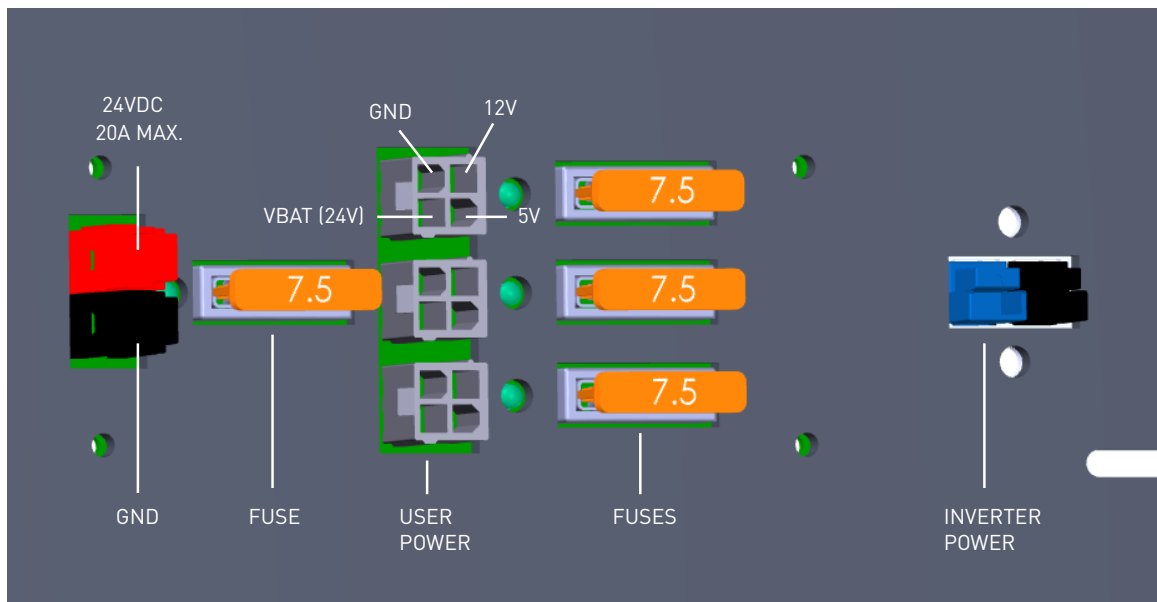 24VDC
20A MAX.
GND
12V
VBAT (24V)
5V
7.5
7.5
7.5
7.5
GND
FUSE
USER
POWER
FUSES
INVERTER
POWER